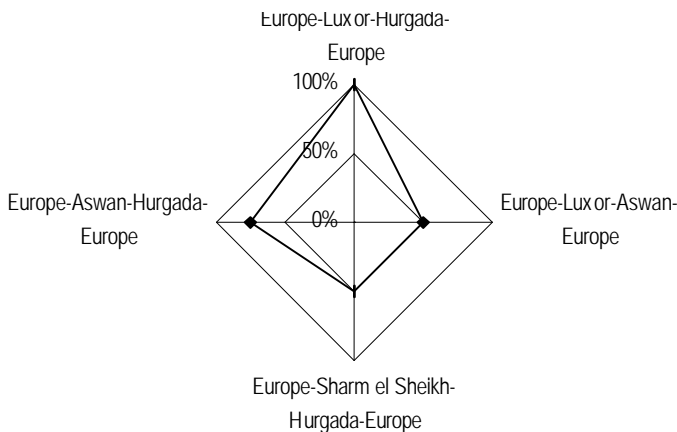 Europe-Luxor-Hurgada-
Europe
100%
50%
0%
Europe-Aswan-Hurgada-
Europe
Europe-Luxor-Aswan-
Europe
Europe-Sharm el Sheikh-
Hurgada-Europe